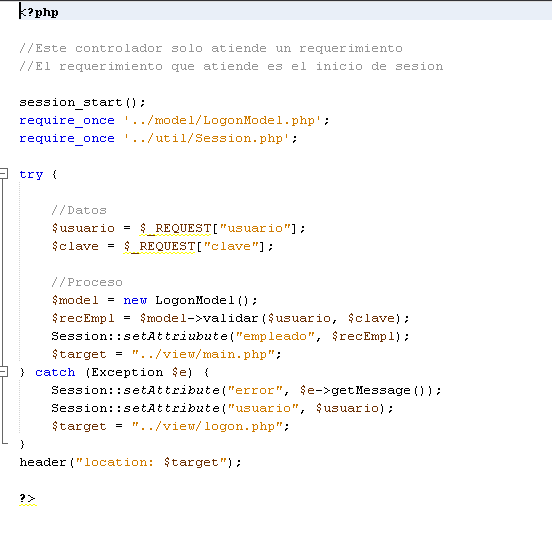 <?php
//Este controlador solo atiende un requerimiento
//El requerimiento que atiende es el inicio de sesion
session_start();
require_once '../model/LogonModel.php';
require_once '../util/Session.php';
try {
//Datos
$usuario = $_REQUEST["usuario"];
$clave = $_REQUEST["clave"];
//Proceso
$model = new LogonModel();
$recEmpl = $model->validar($usuario, $clave);
Session::setAttriubute("empleado", $recEmpl);
$target = "../view/main.php";
} catch (Exception $e) {
Session::setAttribute("error", $e->getMessage());
Session::setAttribute("usuario", $usuario);
$target = "../view/logon.php";
}
header("location: $target");
?>